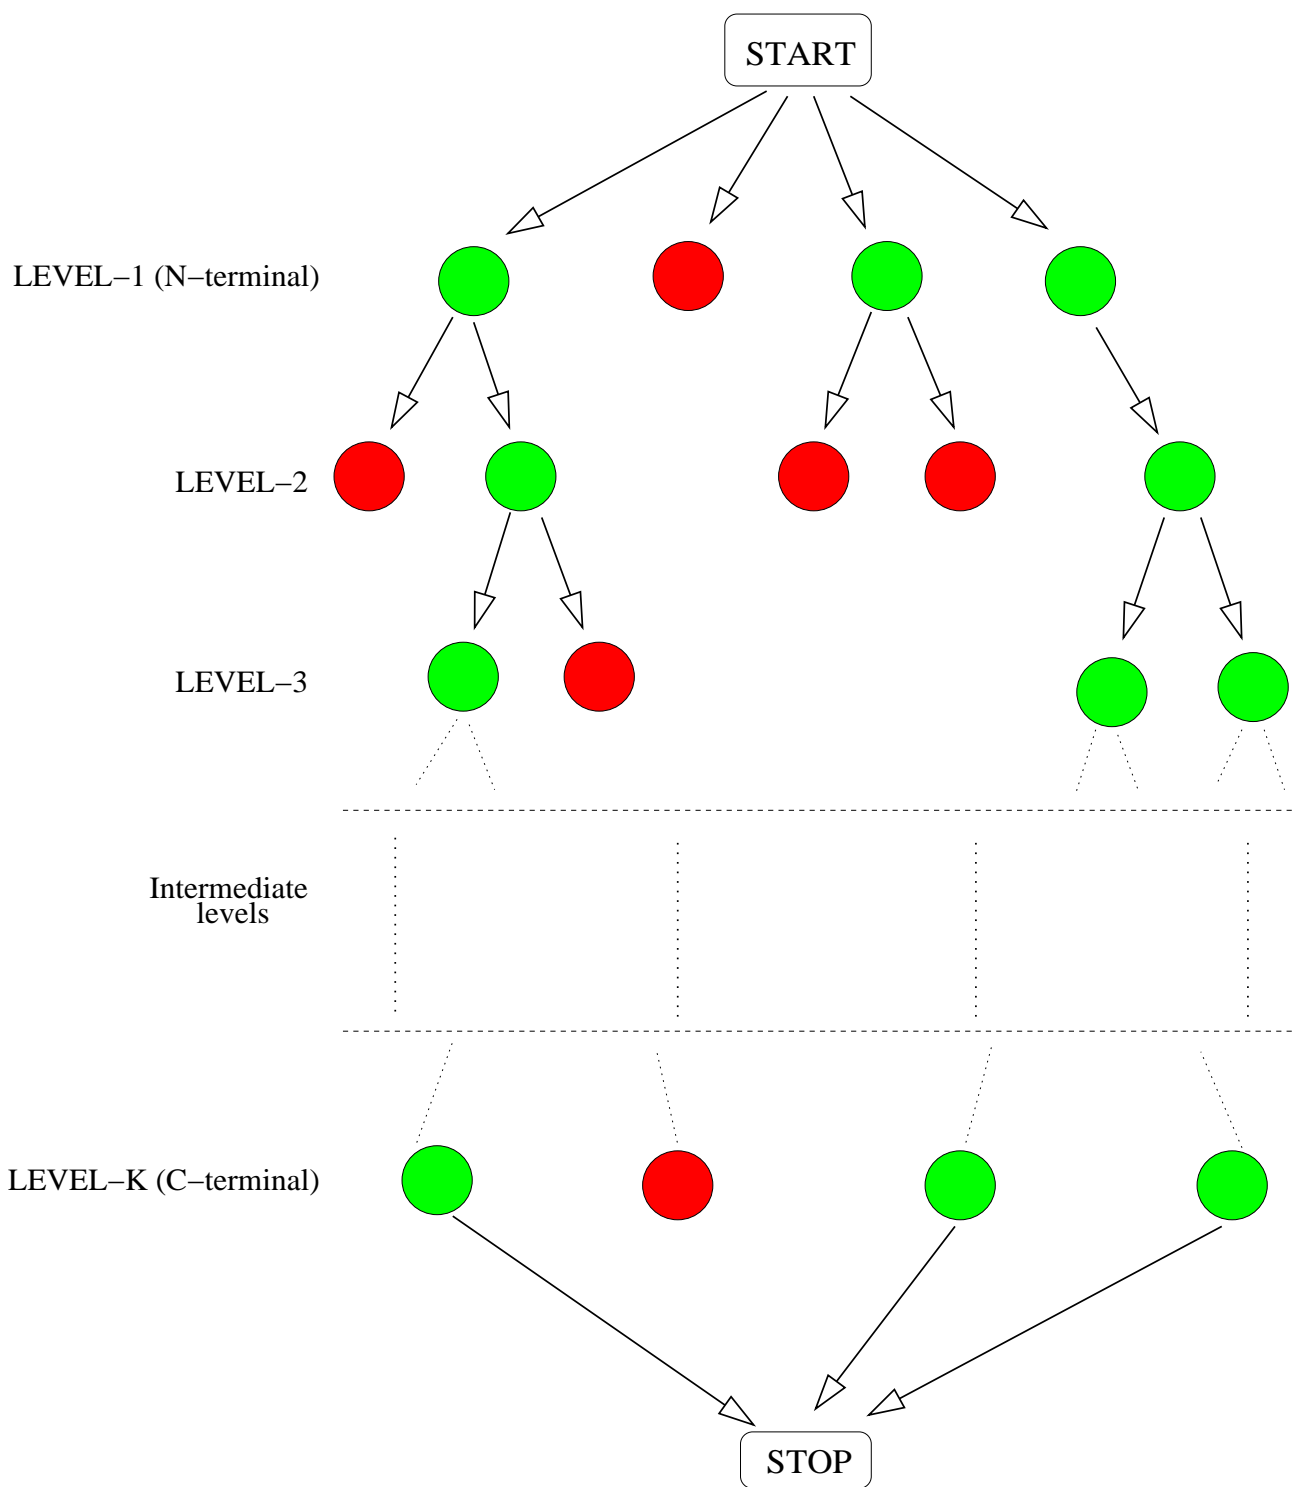 START
LEVEL–1 (N–terminal)
LEVEL–2
LEVEL–3
Intermediate
levels
LEVEL–K (C–terminal)
STOP